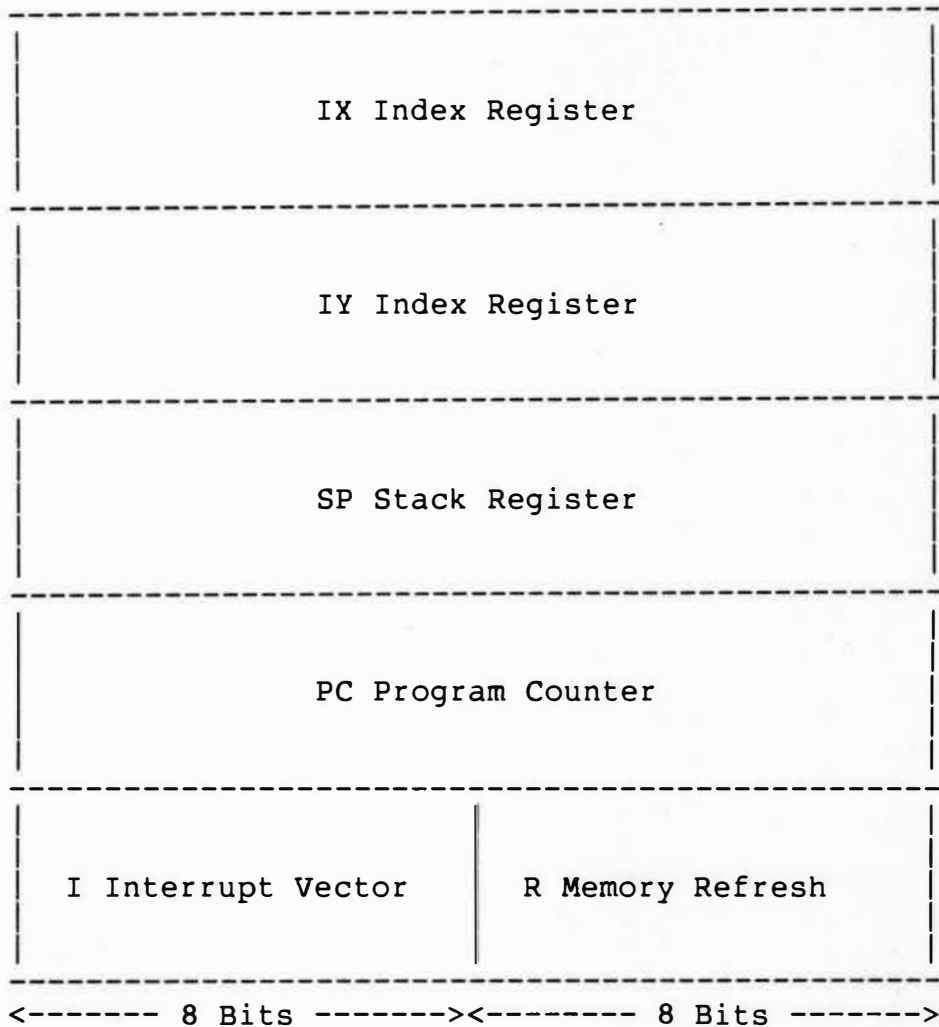 IX Index Register
IY Index Register
SP Stack Register
PC Program Counter
I Interrupt Vector R Memory Refresh
<------- 8 Bits -------><-------- 8 Bits ------->